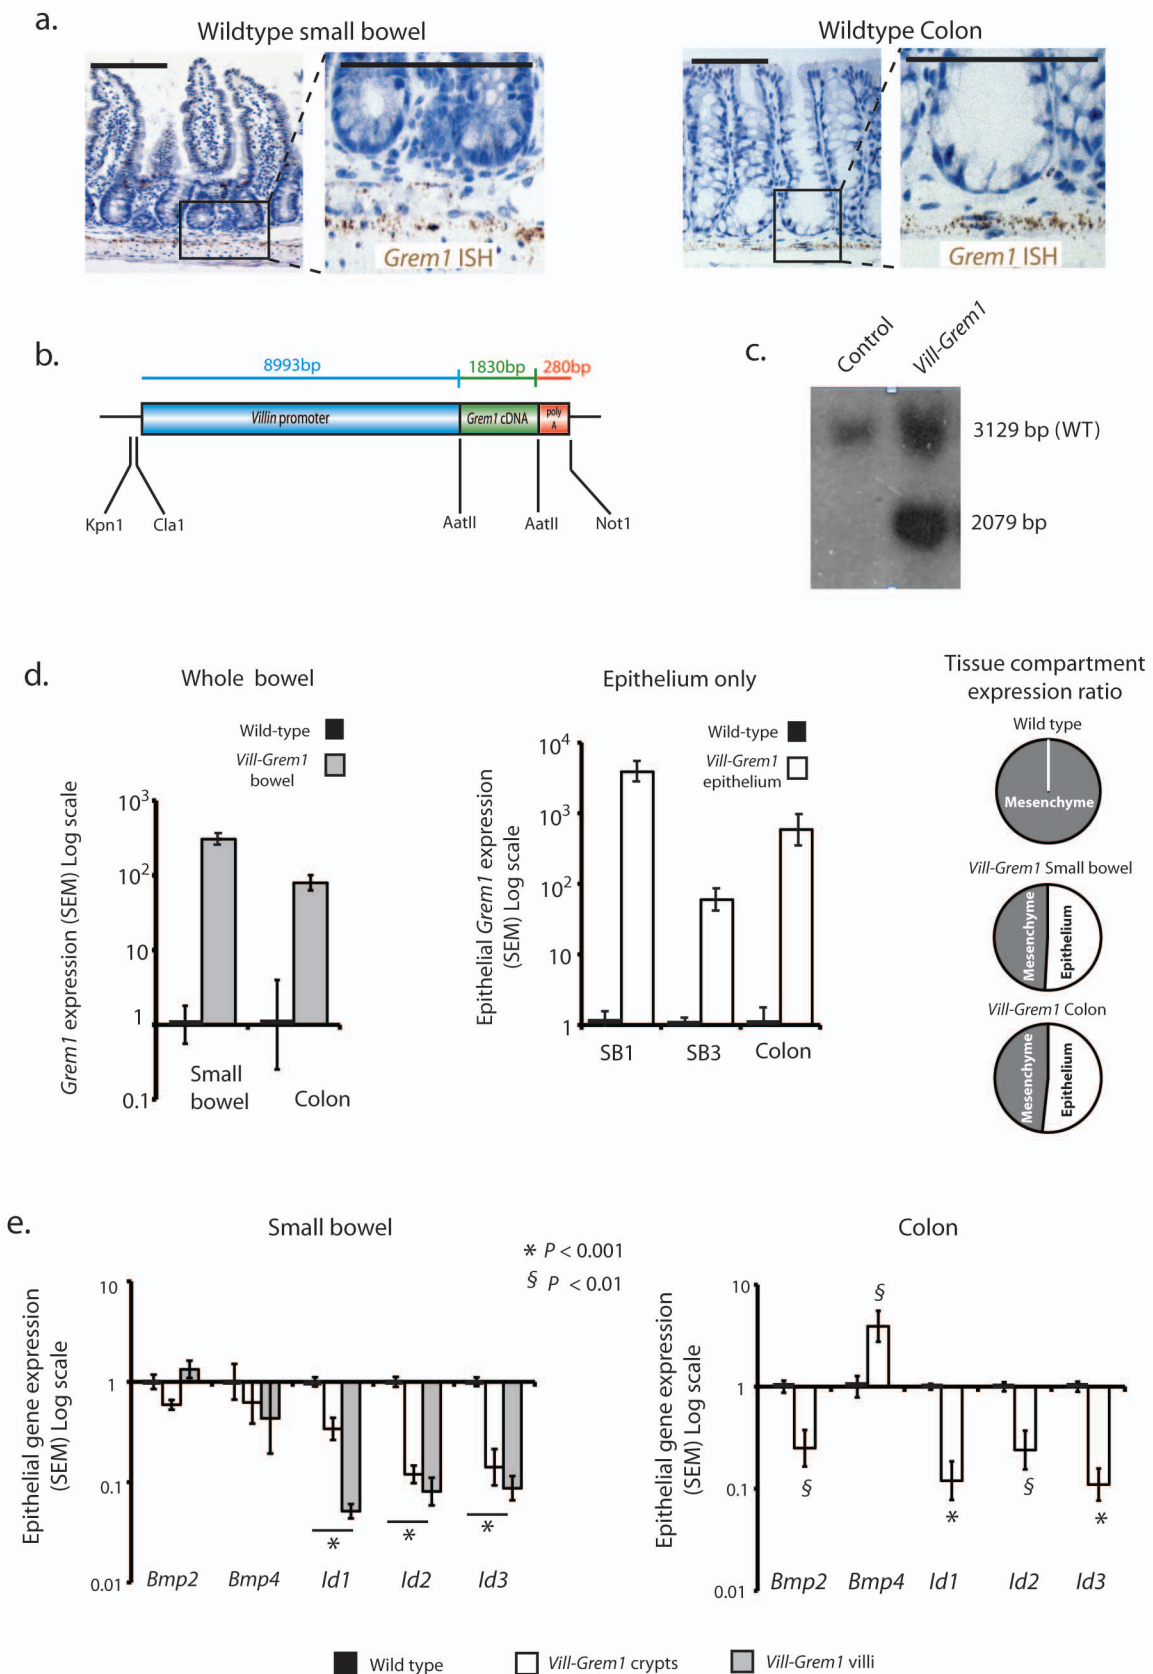 a.
Wildtype small bowel
Wildtype Colon
Grem1 ISH
Grem1 ISH
b.
8993bp
1830bp
280bp
Villin promoter
Grem1 cDNA
poly
A
Kpn1
Cla1
AatII
AatII
Not1
c.
Control
Vill-Grem1
3129 bp (WT)
2079 bp
d.
Whole bowel
Wild-type
Vill-Grem1
bowel
Grem1 expression (SEM) Log scale
10³
10²
10
1
0.1
Small
bowel
Colon
Epithelium only
Wild-type
Vill-Grem1
epithelium
Epithelial Grem1 expression
(SEM) Log scale
10⁴
10³
10²
10
1
SB1
SB3
Colon
Tissue compartment
expression ratio
Wild type
Mesenchyme
Vill-Grem1 Small bowel
Mesenchyme
Epithelium
Vill-Grem1 Colon
Mesenchyme
Epithelium
e.
Small bowel
* P < 0.001
§ P < 0.01
Epithelial gene expression
(SEM) Log scale
10
1
0.1
0.01
*
*
*
Bmp2
Bmp4
Id1
Id2
Id3
Colon
Epithelial gene expression
(SEM) Log scale
10
1
0.1
0.01
§
§
*
§
*
Bmp2
Bmp4
Id1
Id2
Id3
Wild type
Vill-Grem1 crypts
Vill-Grem1 villi